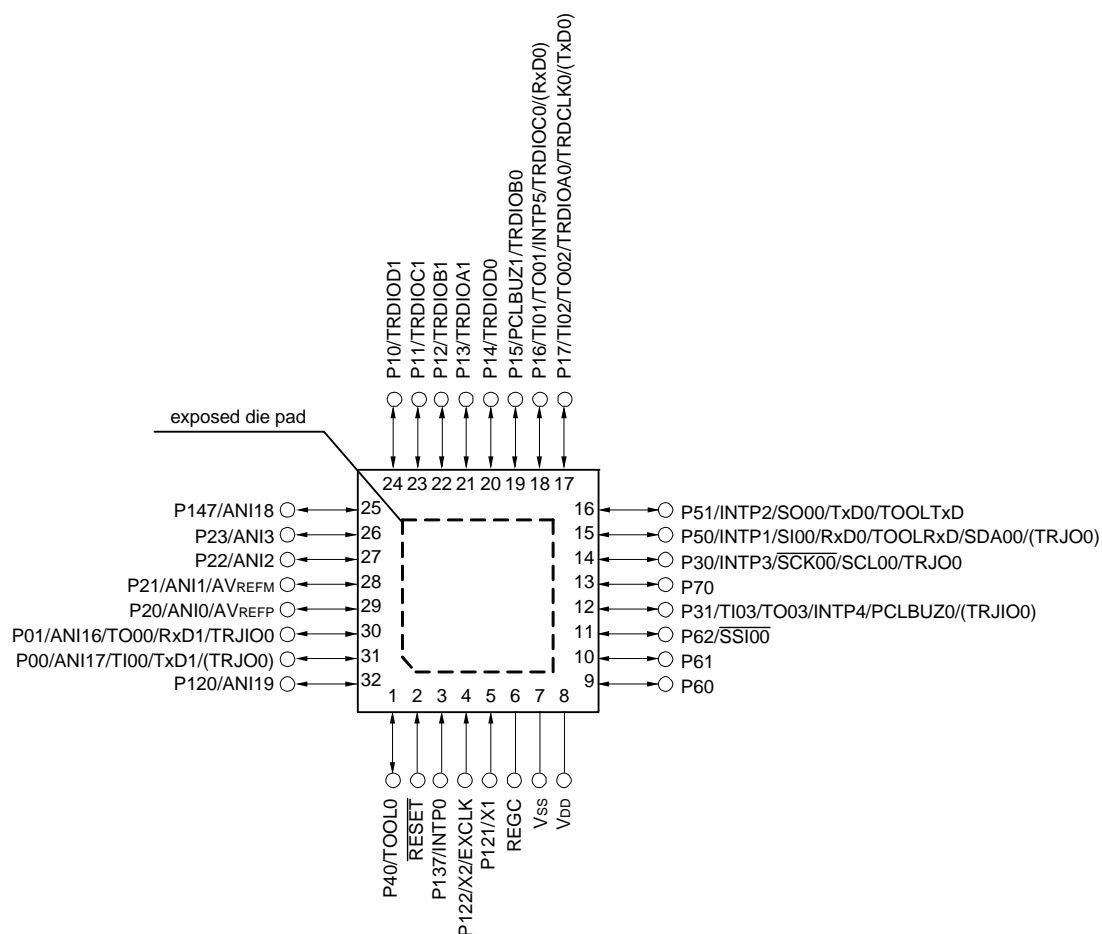 P10/TRDIOD1
P11/TRDIOC1
P12/TRDIOB1
P13/TRDIOA1
P14/TRDIOD0
P15/PCLBUZ1/TRDIOB0
P16/TI01/TO01/INTP5/TRDIOC0/(RxD0)
P17/TI02/TO02/TRDIOA0/TRDCLK0/(TxD0)
exposed die pad
24 23 22 21 20 19 18 17
P147/ANI18 25
P23/ANI3 26
P22/ANI2 27
P21/ANI1/AVREFM 28
P20/ANI0/AVREFP 29
P01/ANI16/TO00/RxD1/TRJIO0 30
P00/ANI17/TI00/TxD1/(TRJO0) 31
P120/ANI19 32
16 P51/INTP2/SO00/TxD0/TOOLTxD
15 P50/INTP1/SI00/RxD0/TOOLRxD/SDA00/(TRJO0)
14 P30/INTP3/S̅C̅K̅0̅0̅/SCL00/TRJO0
13 P70
12 P31/TI03/TO03/INTP4/PCLBUZ0/(TRJIO0)
11 P62/S̅S̅I̅0̅0̅
10 P61
9 P60
1 2 3 4 5 6 7 8
P40/TOOL0
R̅E̅S̅E̅T̅
P137/INTP0
P122/X2/EXCLK
P121/X1
REGC
VSS
VDD